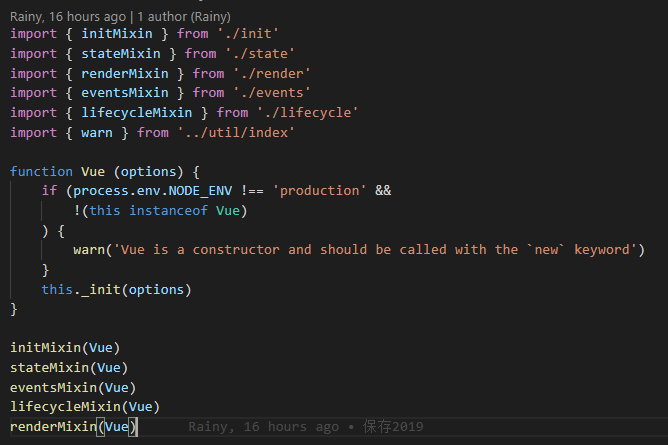 Rainy, 16 hours ago | 1 author (Rainy)
import { initMixin } from './init'
import { stateMixin } from './state'
import { renderMixin } from './render'
import { eventsMixin } from './events'
import { lifecycleMixin } from './lifecycle'
import { warn } from '../util/index'
function Vue (options) {
if (process.env.NODE_ENV !== 'production' &&
!(this instanceof Vue)
) {
warn('Vue is a constructor and should be called with the `new` keyword')
}
this._init(options)
}
initMixin(Vue)
stateMixin(Vue)
eventsMixin(Vue)
lifecycleMixin(Vue)
renderMixin(Vue) Rainy, 16 hours ago • 保存2019